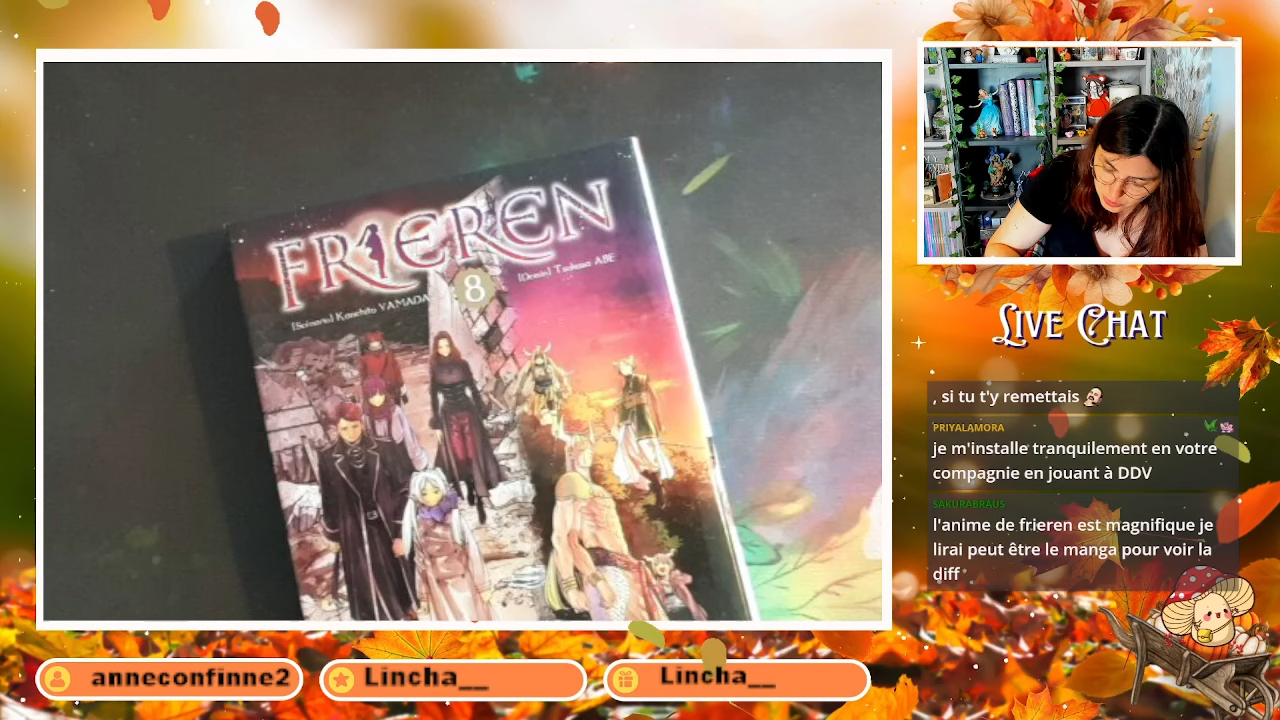 FRIEREN
8
[Scénario] Kanehito YAMADA
[Dessin] Tsukasa ABE
LIVE CHAT
, si tu t'y remettais
PRIYALAMORA
je m'installe tranquilement en votre
compagnie en jouant à DDV
SAKURABRAUS
l'anime de frieren est magnifique je
lirai peut être le manga pour voir la
diff
anneconfinne2
Lincha__
Lincha__